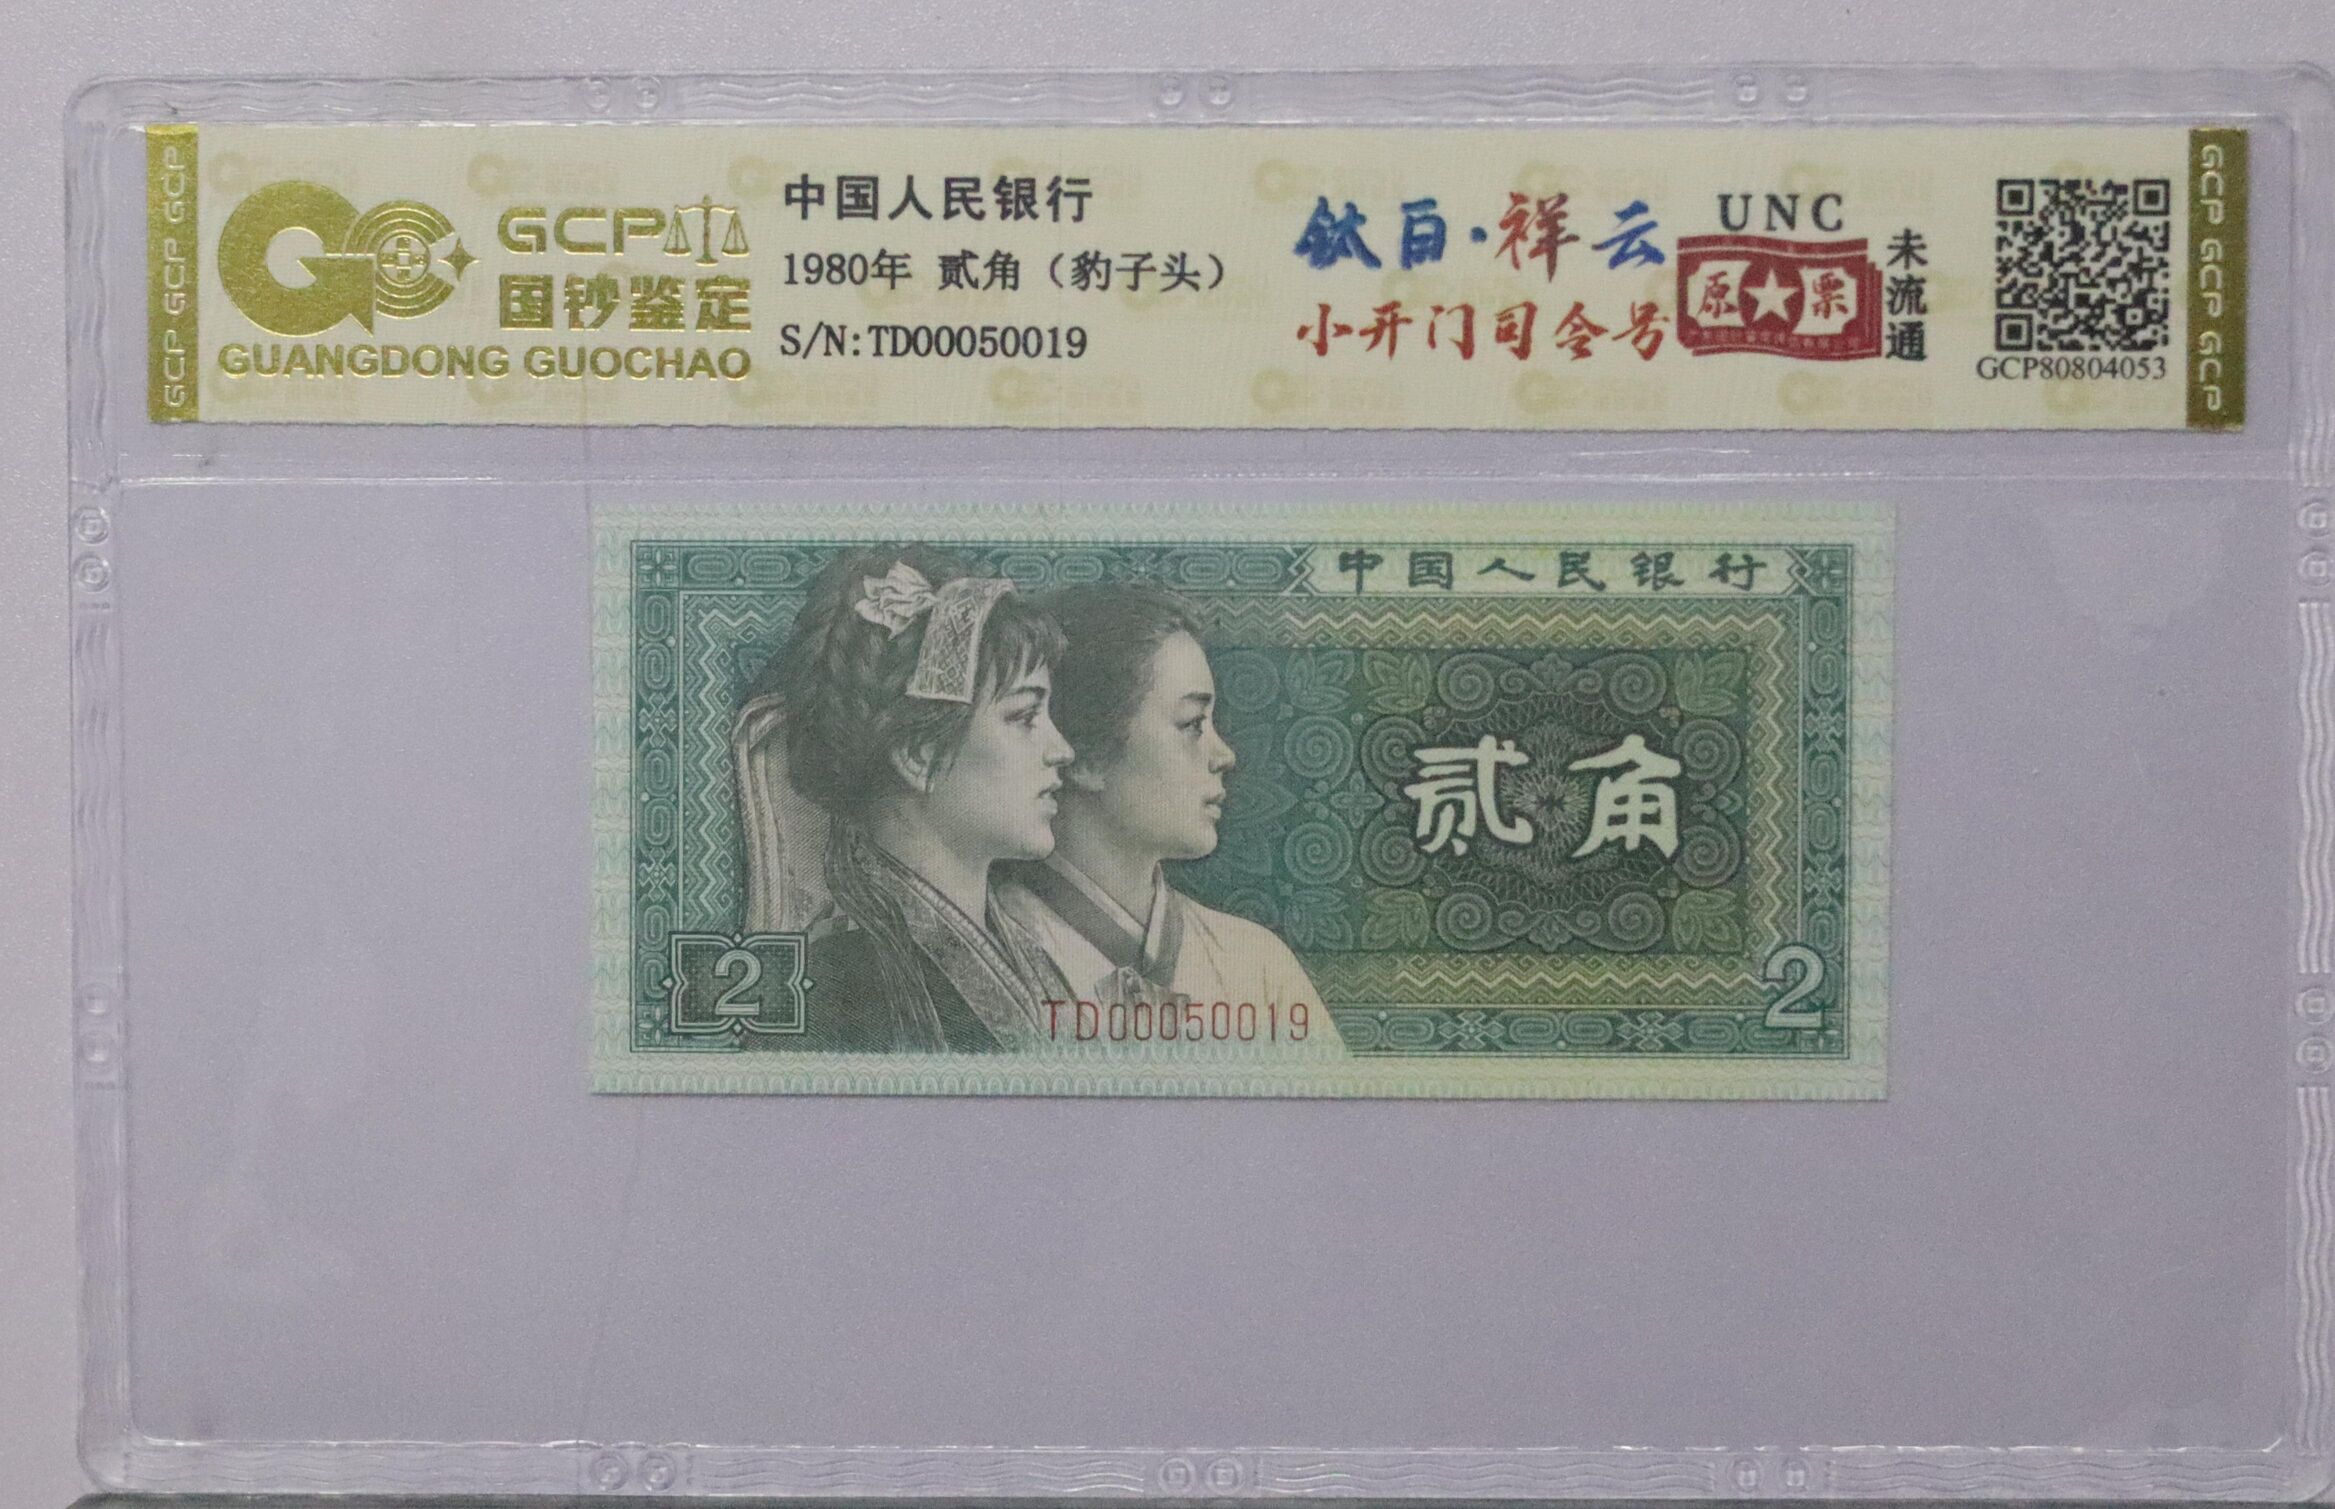 GCP GCP GCP
GCP
国钞鉴定
GUANGDONG GUOCHAO
中国人民银行
1980年 贰角（豹子头）
S/N:TD00050019
钛白·祥云
小开门司令号
UNC
原票
未流通
GCP80804053
GCP GCP GCP
中国人民银行
贰角
2
TD00050019
2